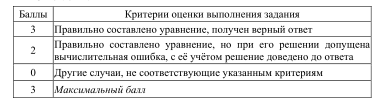 Баллы Критерии оценки выполнения задания
3 Правильно составлено уравнение, получен верный ответ
2 Правильно составлено уравнение, но при его решении допущена
вычислительная ошибка, с её учётом решение доведено до ответа
0 Другие случаи, не соответствующие указанным критериям
3 Максимальный балл